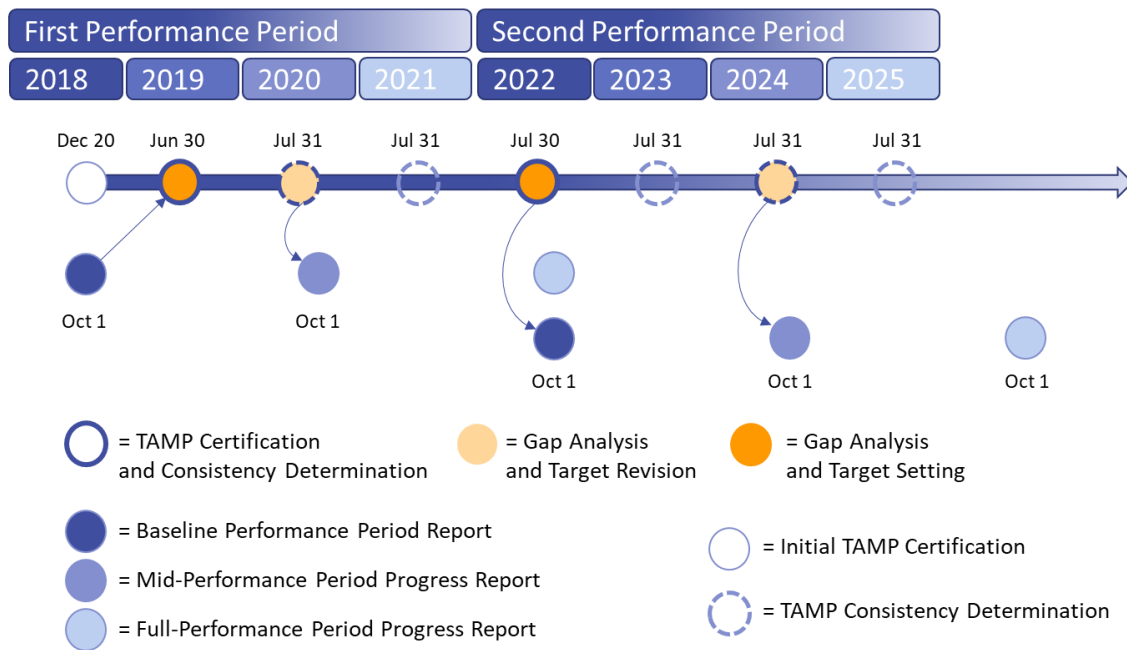 First Performance Period
Second Performance Period
2018
2019
2020
2021
2022
2023
2024
2025
Dec 20
Jun 30
Jul 31
Jul 31
Jul 30
Jul 31
Jul 31
Jul 31
Oct 1
Oct 1
Oct 1
Oct 1
Oct 1
= TAMP Certification
and Consistency Determination
= Gap Analysis
and Target Revision
= Gap Analysis
and Target Setting
= Baseline Performance Period Report
= Mid-Performance Period Progress Report
= Full-Performance Period Progress Report
= Initial TAMP Certification
= TAMP Consistency Determination